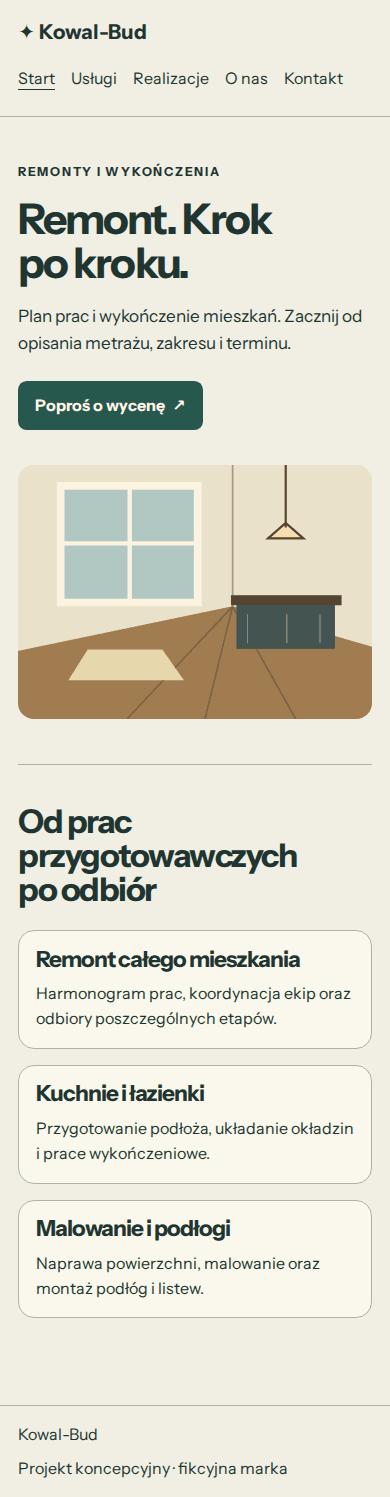 ✦ Kowal-Bud
Start Usługi Realizacje O nas Kontakt
REMONTY I WYKOŃCZENIA
Remont. Krok
po kroku.
Plan prac i wykończenie mieszkań. Zacznij od
opisania metrażu, zakresu i terminu.
Poproś o wycenę ↗
Od prac
przygotowawczych
po odbiór
Remont całego mieszkania
Harmonogram prac, koordynacja ekip oraz
odbiory poszczególnych etapów.
Kuchnie i łazienki
Przygotowanie podłoża, układanie okładzin
i prace wykończeniowe.
Malowanie i podłogi
Naprawa powierzchni, malowanie oraz
montaż podłóg i listew.
Kowal-Bud
Projekt koncepcyjny · fikcyjna marka